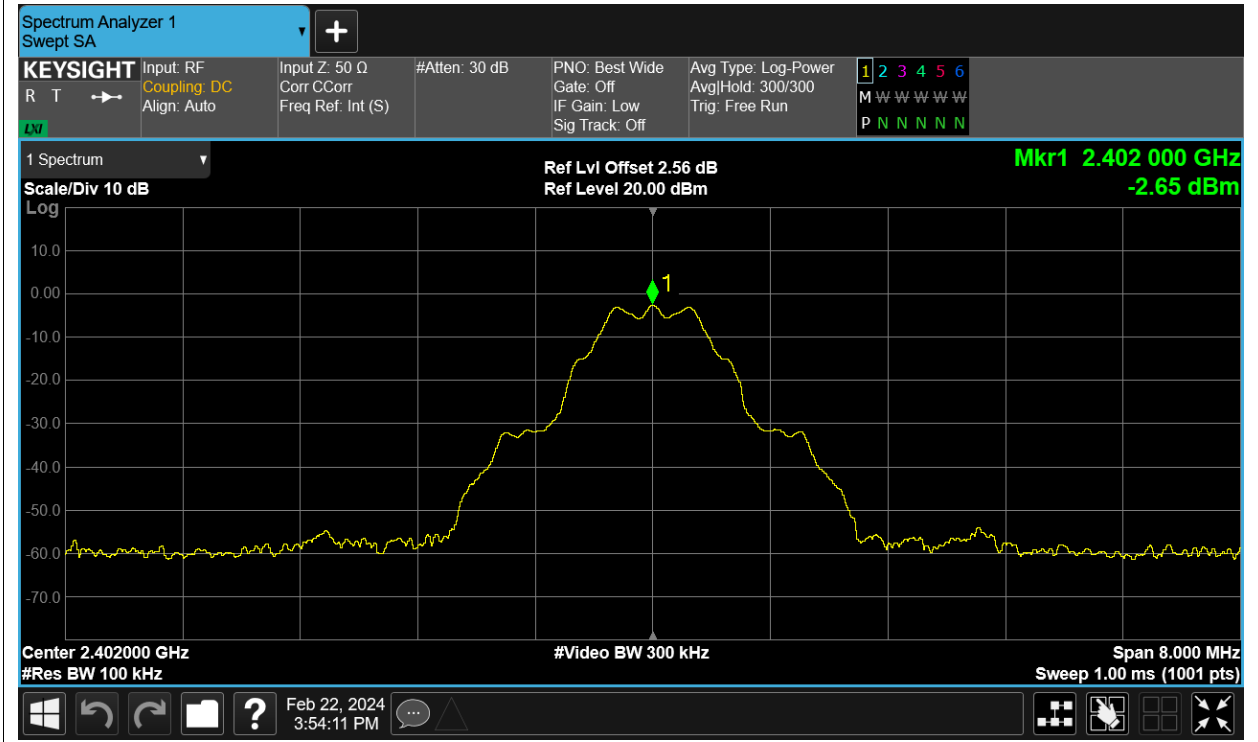 Spectrum Analyzer 1
Swept SA
KEYSIGHT
R T
LXI
Input: RF
Coupling: DC
Align: Auto
Input Z: 50 Ω
Corr CCorr
Freq Ref: Int (S)
#Atten: 30 dB
PNO: Best Wide
Gate: Off
IF Gain: Low
Sig Track: Off
Avg Type: Log-Power
Avg|Hold: 300/300
Trig: Free Run
1 2 3 4 5 6
M W W W W W
P N N N N N
1 Spectrum
Scale/Div 10 dB
Log
Ref Lvl Offset 2.56 dB
Ref Level 20.00 dBm
Mkr1 2.402 000 GHz
-2.65 dBm
1
10.0
0.00
-10.0
-20.0
-30.0
-40.0
-50.0
-60.0
-70.0
Center 2.402000 GHz
#Video BW 300 kHz
Span 8.000 MHz
#Res BW 100 kHz
Sweep 1.00 ms (1001 pts)
?
Feb 22, 2024
3:54:11 PM